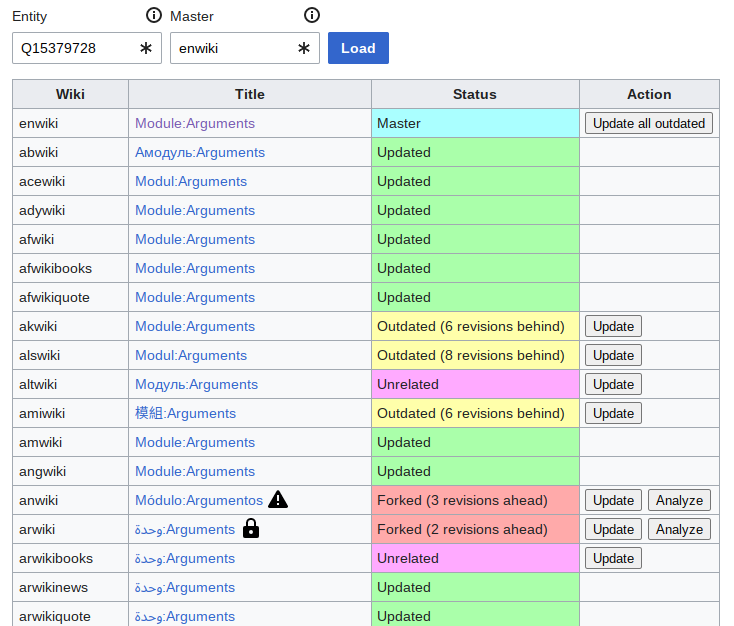 Entity Master
Q15379728 enwiki Load
Wiki Title Status Action
enwiki Module:Arguments Master Update all outdated
abwiki Амодуль:Arguments Updated
acewiki Modul:Arguments Updated
adywiki Module:Arguments Updated
afwiki Module:Arguments Updated
afwikibooks Module:Arguments Updated
afwikiquote Module:Arguments Updated
akwiki Module:Arguments Outdated (6 revisions behind) Update
alswiki Modul:Arguments Outdated (8 revisions behind) Update
altwiki Модуль:Arguments Unrelated Update
amiwiki 模組:Arguments Outdated (6 revisions behind) Update
amwiki Module:Arguments Updated
angwiki Module:Arguments Updated
anwiki Módulo:Argumentos Forked (3 revisions ahead) Update Analyze
arwiki وحدة:Arguments Forked (2 revisions ahead) Update Analyze
arwikibooks وحدة:Arguments Unrelated Update
arwikinews وحدة:Arguments Updated
arwikiquote وحدة:Arguments Updated